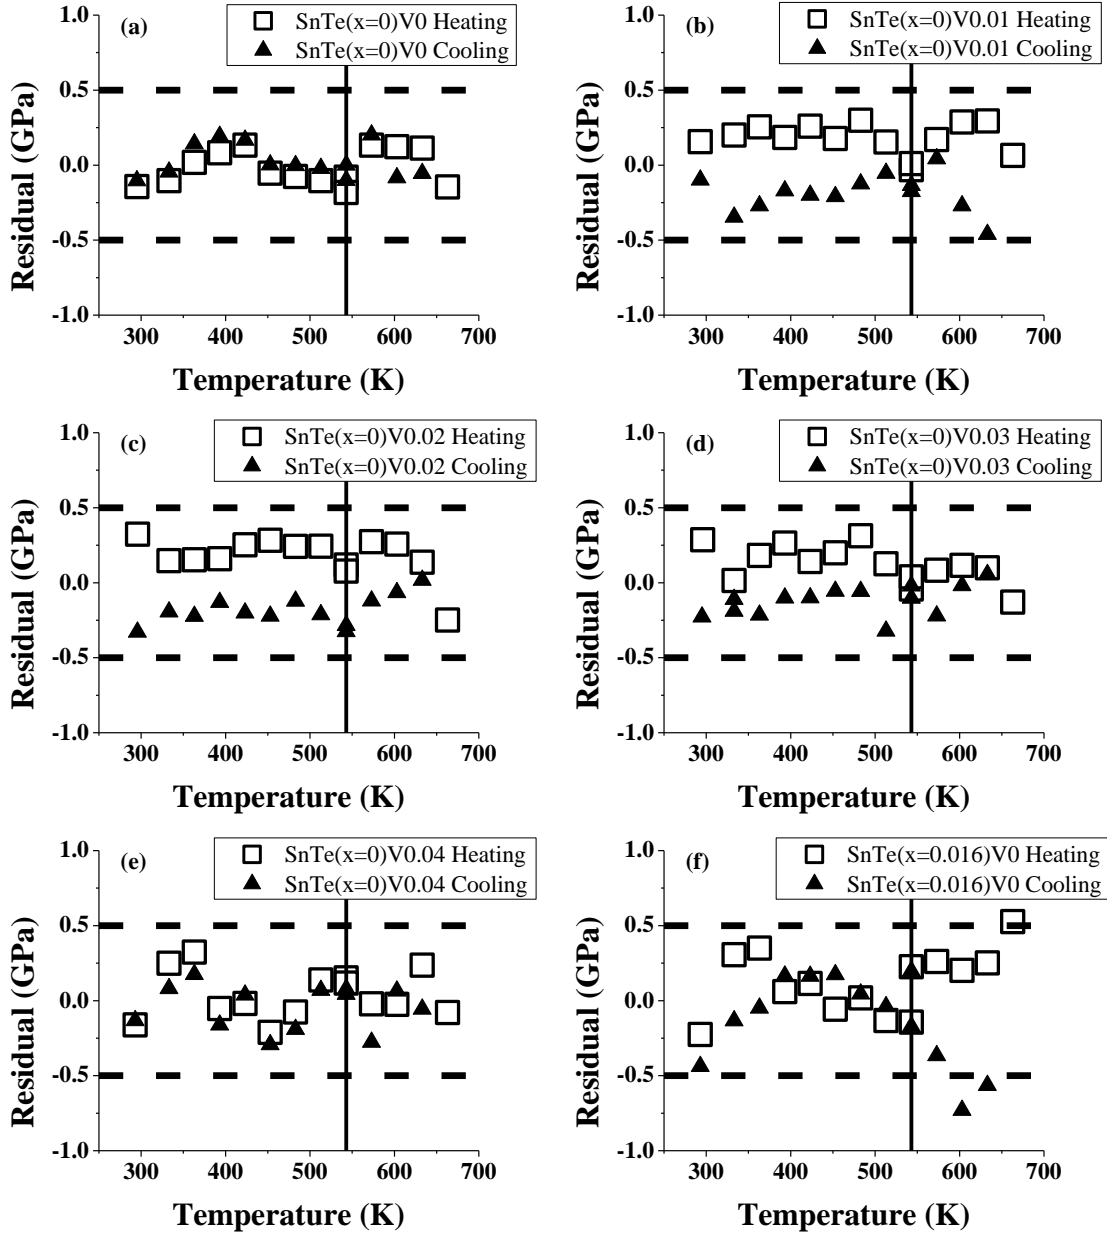 (a)
SnTe(x=0)V0 Heating
SnTe(x=0)V0 Cooling
1.0
0.5
0.0
-0.5
-1.0
Residual (GPa)
300 400 500 600 700
Temperature (K)
(b)
SnTe(x=0)V0.01 Heating
SnTe(x=0)V0.01 Cooling
1.0
0.5
0.0
-0.5
-1.0
Residual (GPa)
300 400 500 600 700
Temperature (K)
(c)
SnTe(x=0)V0.02 Heating
SnTe(x=0)V0.02 Cooling
1.0
0.5
0.0
-0.5
-1.0
Residual (GPa)
300 400 500 600 700
Temperature (K)
(d)
SnTe(x=0)V0.03 Heating
SnTe(x=0)V0.03 Cooling
1.0
0.5
0.0
-0.5
-1.0
Residual (GPa)
300 400 500 600 700
Temperature (K)
(e)
SnTe(x=0)V0.04 Heating
SnTe(x=0)V0.04 Cooling
1.0
0.5
0.0
-0.5
-1.0
Residual (GPa)
300 400 500 600 700
Temperature (K)
(f)
SnTe(x=0.016)V0 Heating
SnTe(x=0.016)V0 Cooling
1.0
0.5
0.0
-0.5
-1.0
Residual (GPa)
300 400 500 600 700
Temperature (K)